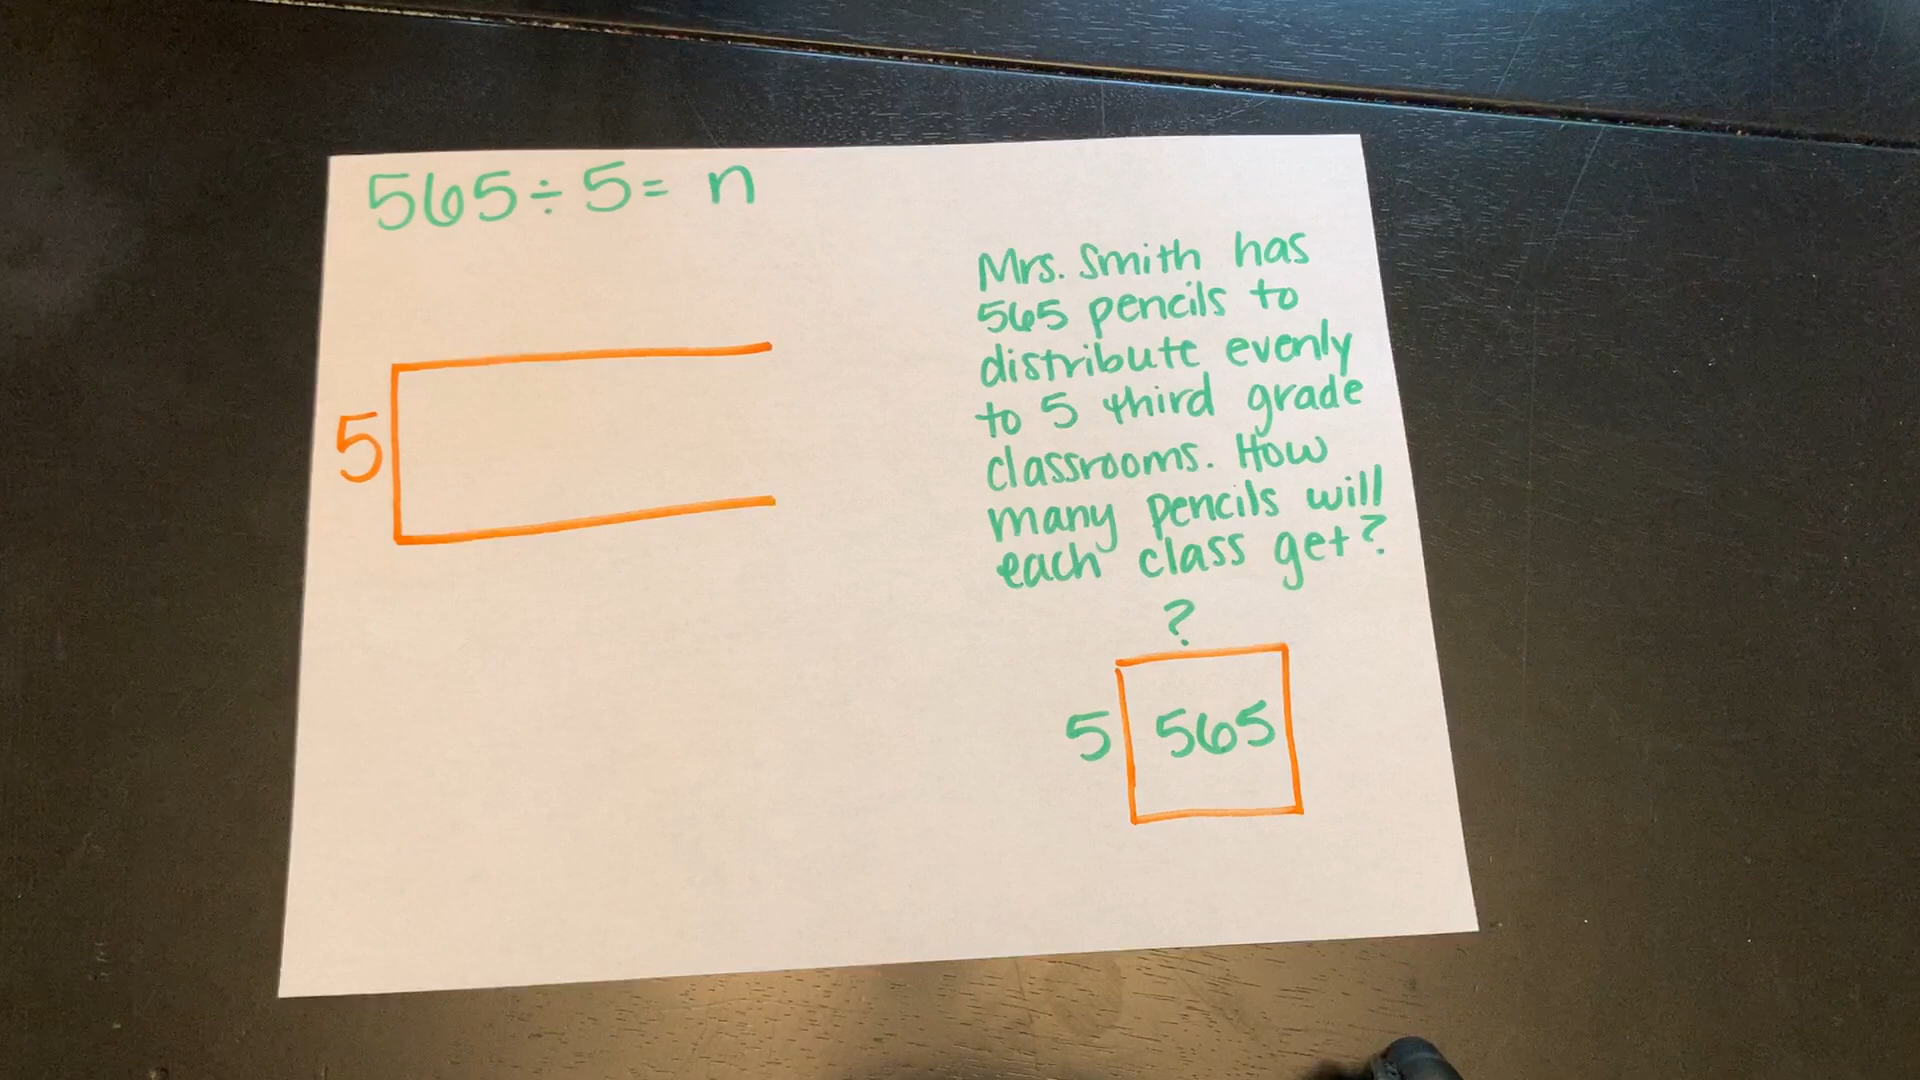 565÷5= n
5
Mrs. Smith has
565 pencils to
distribute evenly
to 5 third grade
classrooms. How
many pencils will
each class get?
?
5 565